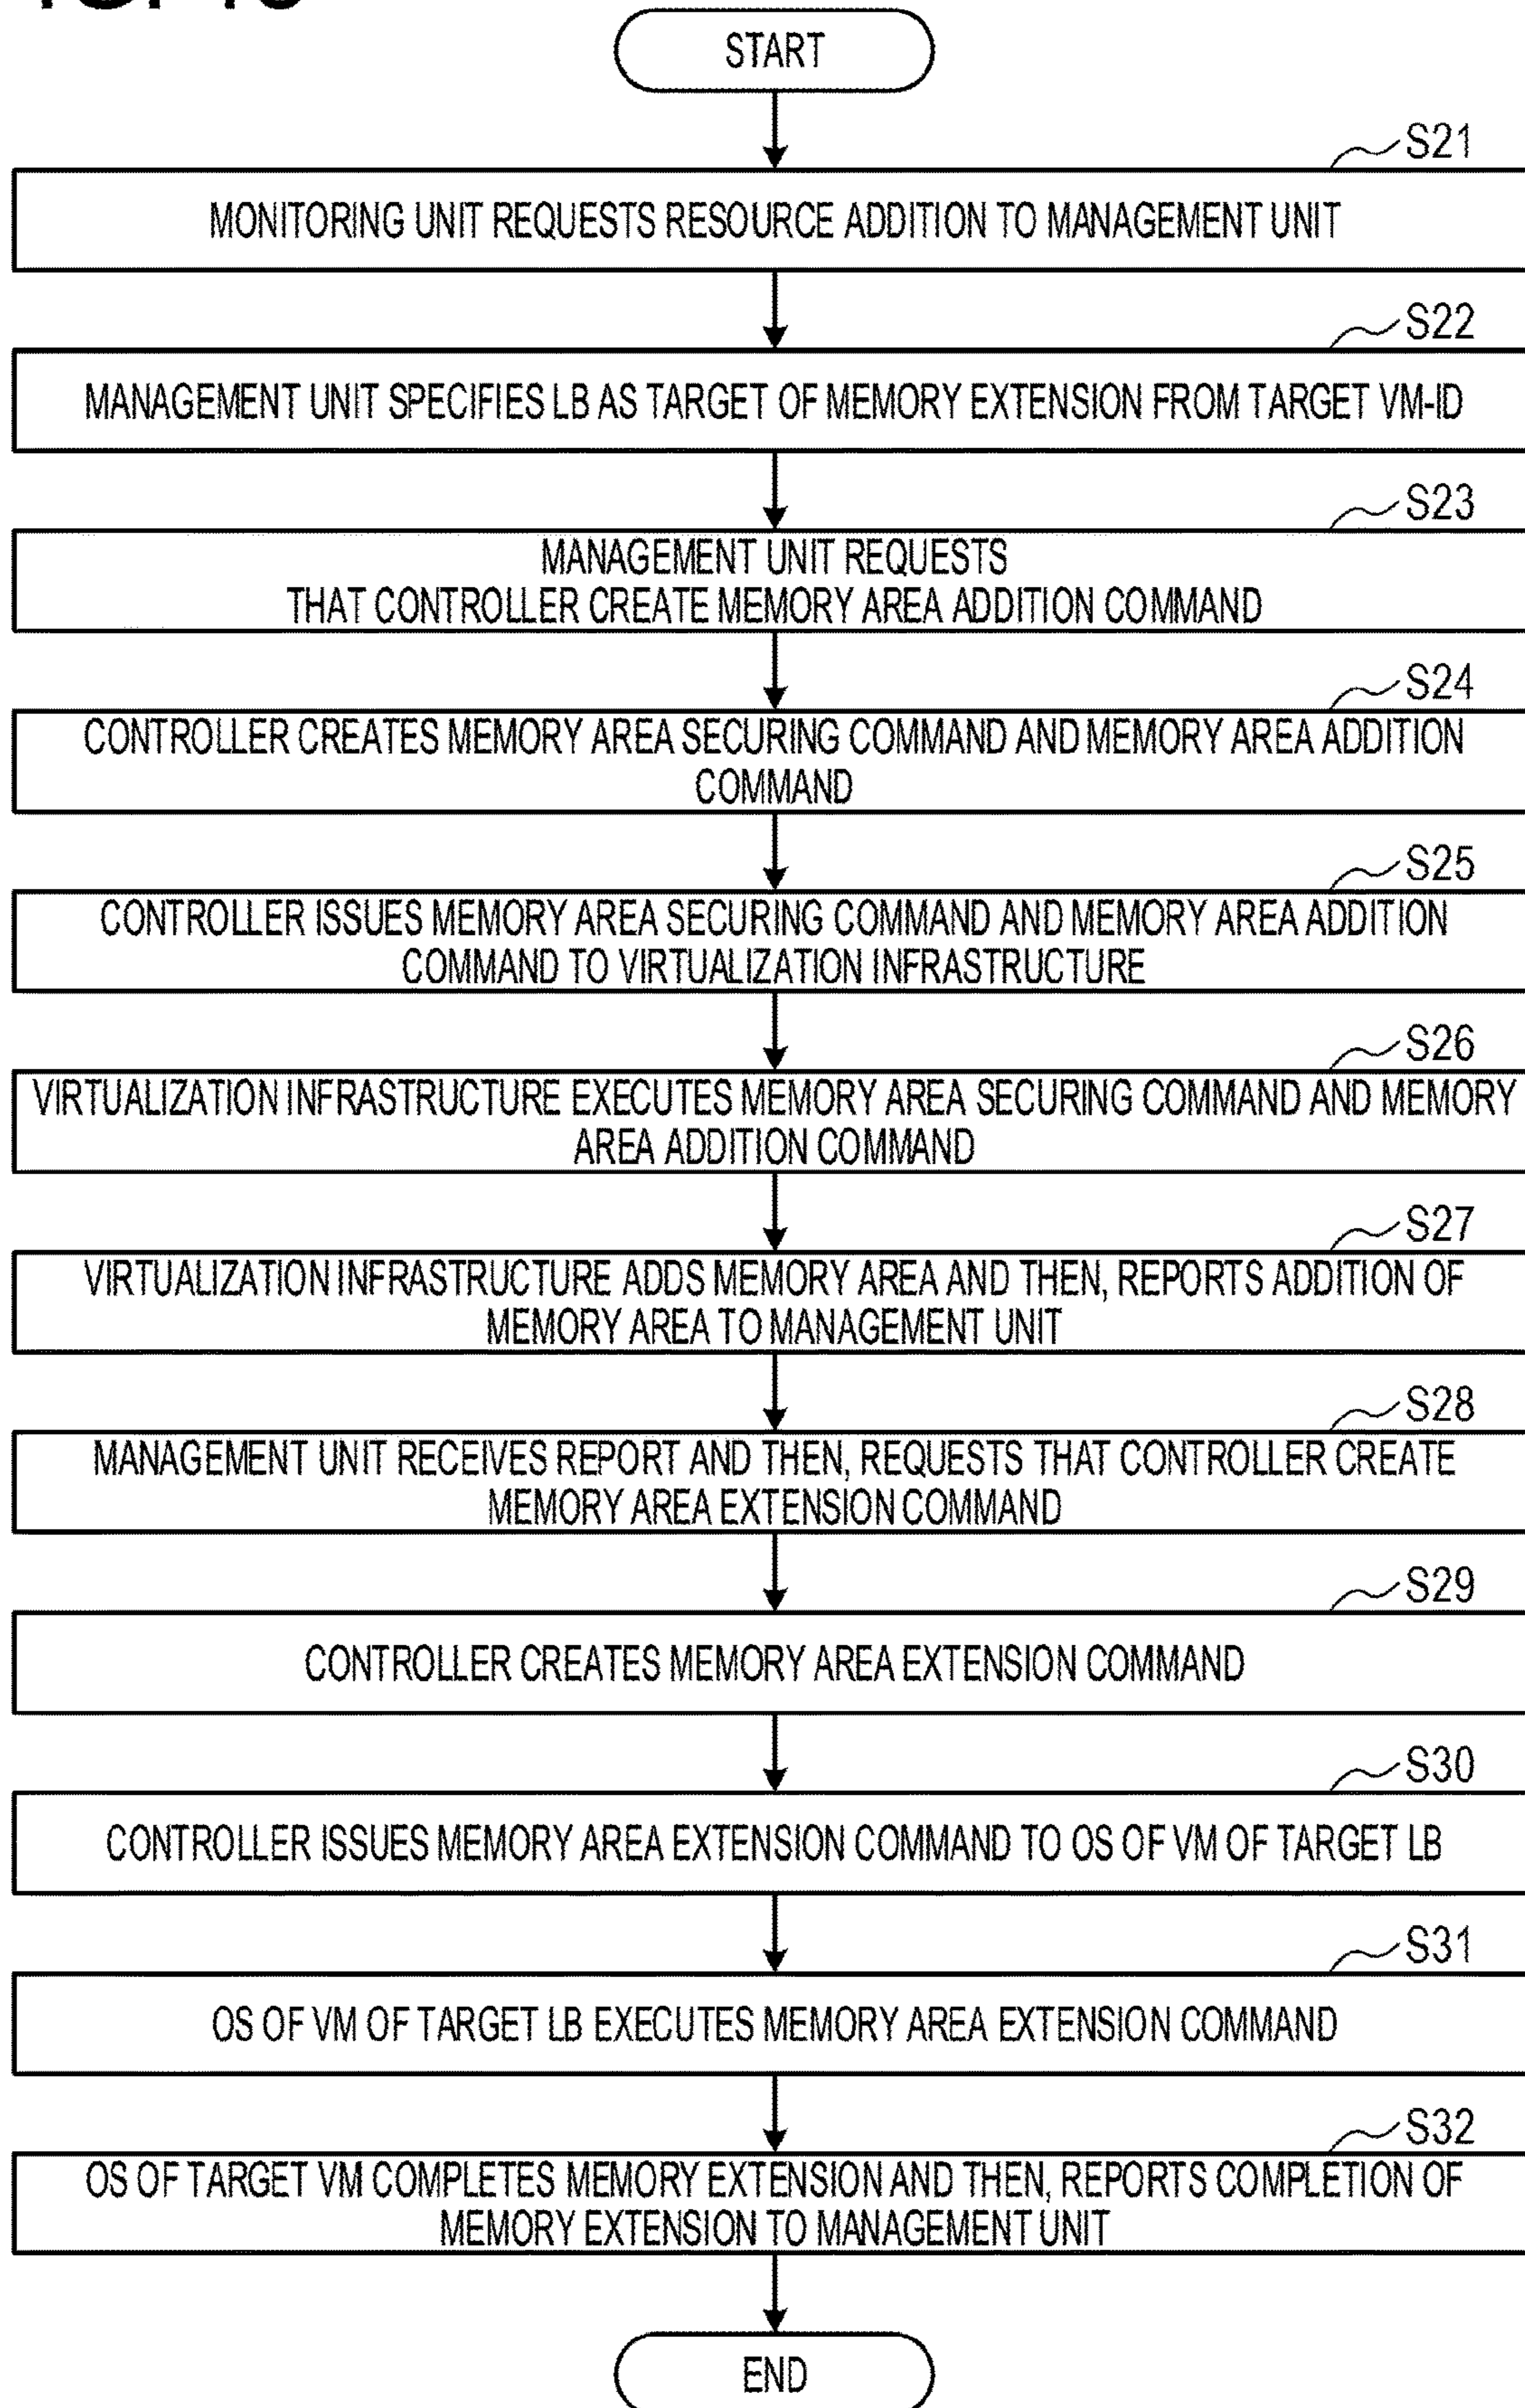 START
S21
MONITORING UNIT REQUESTS RESOURCE ADDITION TO MANAGEMENT UNIT
S22
MANAGEMENT UNIT SPECIFIES LB AS TARGET OF MEMORY EXTENSION FROM TARGET VM-ID
S23
MANAGEMENT UNIT REQUESTS
THAT CONTROLLER CREATE MEMORY AREA ADDITION COMMAND
S24
CONTROLLER CREATES MEMORY AREA SECURING COMMAND AND MEMORY AREA ADDITION
COMMAND
S25
CONTROLLER ISSUES MEMORY AREA SECURING COMMAND AND MEMORY AREA ADDITION
COMMAND TO VIRTUALIZATION INFRASTRUCTURE
S26
VIRTUALIZATION INFRASTRUCTURE EXECUTES MEMORY AREA SECURING COMMAND AND MEMORY
AREA ADDITION COMMAND
S27
VIRTUALIZATION INFRASTRUCTURE ADDS MEMORY AREA AND THEN, REPORTS ADDITION OF
MEMORY AREA TO MANAGEMENT UNIT
S28
MANAGEMENT UNIT RECEIVES REPORT AND THEN, REQUESTS THAT CONTROLLER CREATE
MEMORY AREA EXTENSION COMMAND
S29
CONTROLLER CREATES MEMORY AREA EXTENSION COMMAND
S30
CONTROLLER ISSUES MEMORY AREA EXTENSION COMMAND TO OS OF VM OF TARGET LB
S31
OS OF VM OF TARGET LB EXECUTES MEMORY AREA EXTENSION COMMAND
S32
OS OF TARGET VM COMPLETES MEMORY EXTENSION AND THEN, REPORTS COMPLETION OF
MEMORY EXTENSION TO MANAGEMENT UNIT
END